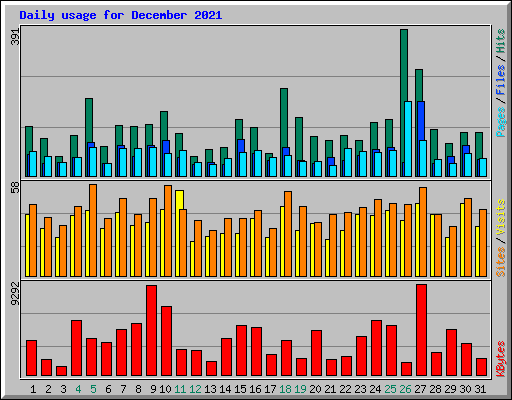 Daily usage for December 2021
391
Pages / Files / Hits
58
Sites / Visits
9292
KBytes
1 2 3 4 5 6 7 8 9 10 11 12 13 14 15 16 17 18 19 20 21 22 23 24 25 26 27 28 29 30 31